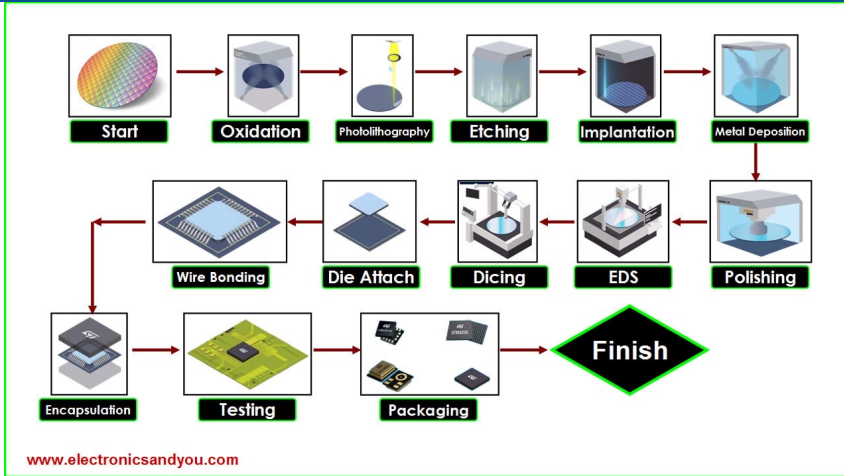 Start
Oxidation
Photolithography
Etching
Implantation
Metal Deposition
Polishing
EDS
Dicing
Die Attach
Wire Bonding
Encapsulation
Testing
Packaging
Finish
www.electronicsandyou.com